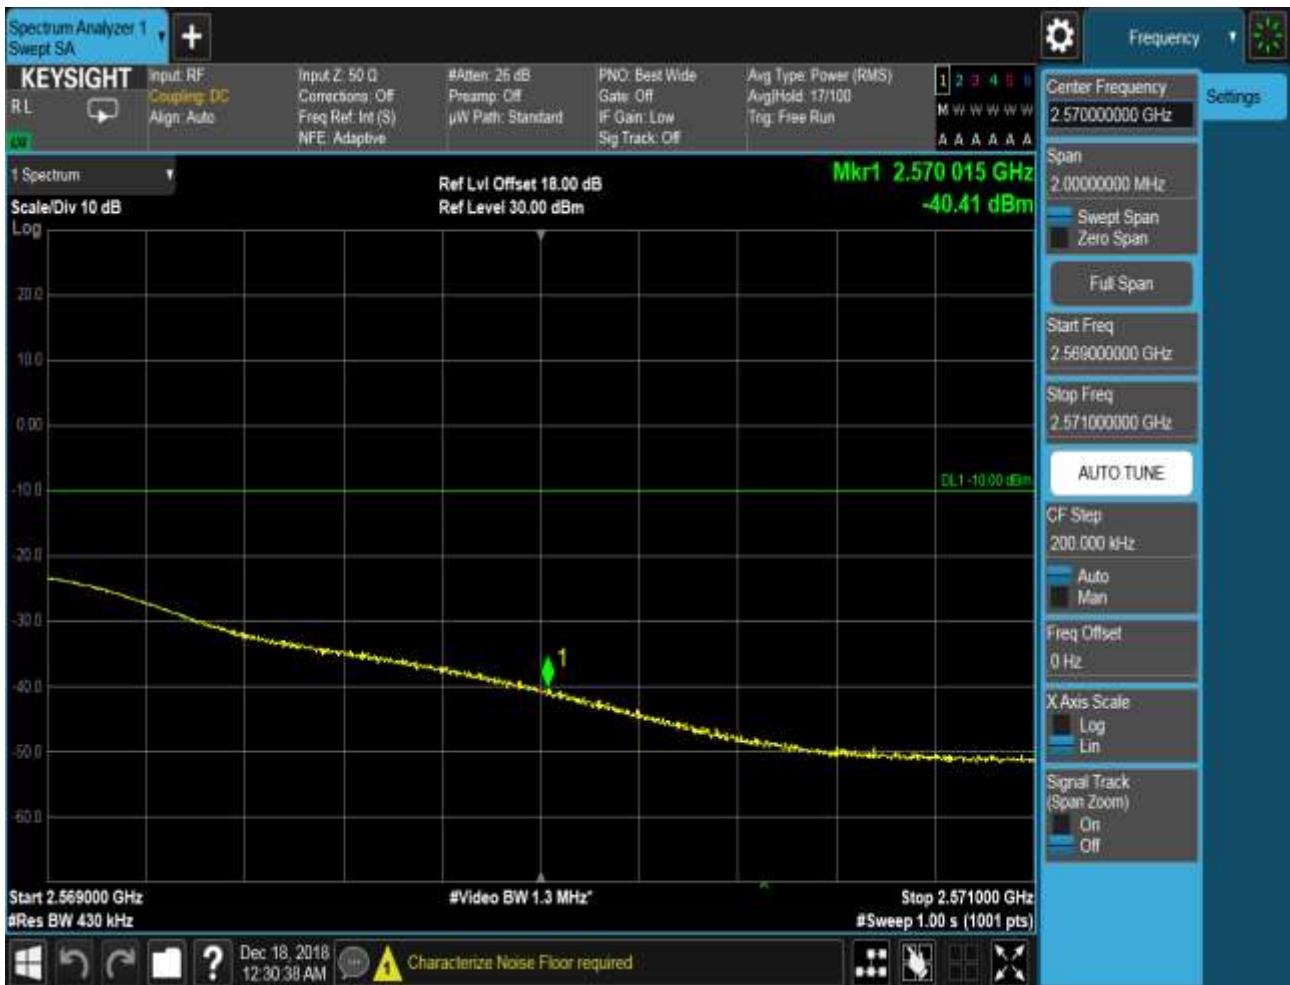 Spectrum Analyzer 1
Swept SA
Frequency
KEYSIGHT
R L
Input: RF
Coupling: DC
Align: Auto
Input Z: 50 Ω
Corrections: Off
Freq Ref: Int (S)
NFE: Adaptive
#Atten: 26 dB
Preamp: Off
µW Path: Standard
PNO: Best Wide
Gate: Off
IF Gain: Low
Sig Track: Off
Avg Type: Power (RMS)
Avg|Hold: 17/100
Trig: Free Run
1 2 3 4 5 6
M W W W W W
A A A A A A
1 Spectrum
Scale/Div 10 dB
Log
Ref Lvl Offset 18.00 dB
Ref Level 30.00 dBm
Mkr1 2.570 015 GHz
-40.41 dBm
20.0
10.0
0.00
-10.0
DL1 -10.00 dBm
-20.0
-30.0
1
-40.0
-50.0
-60.0
Start 2.569000 GHz
#Res BW 430 kHz
#Video BW 1.3 MHz*
Stop 2.571000 GHz
#Sweep 1.00 s (1001 pts)
Center Frequency
2.570000000 GHz
Settings
Span
2.00000000 MHz
Swept Span
Zero Span
Full Span
Start Freq
2.569000000 GHz
Stop Freq
2.571000000 GHz
AUTO TUNE
CF Step
200.000 kHz
Auto
Man
Freq Offset
0 Hz
X Axis Scale
Log
Lin
Signal Track
(Span Zoom)
On
Off
?
Dec 18, 2018
12:30:38 AM
1
Characterize Noise Floor required